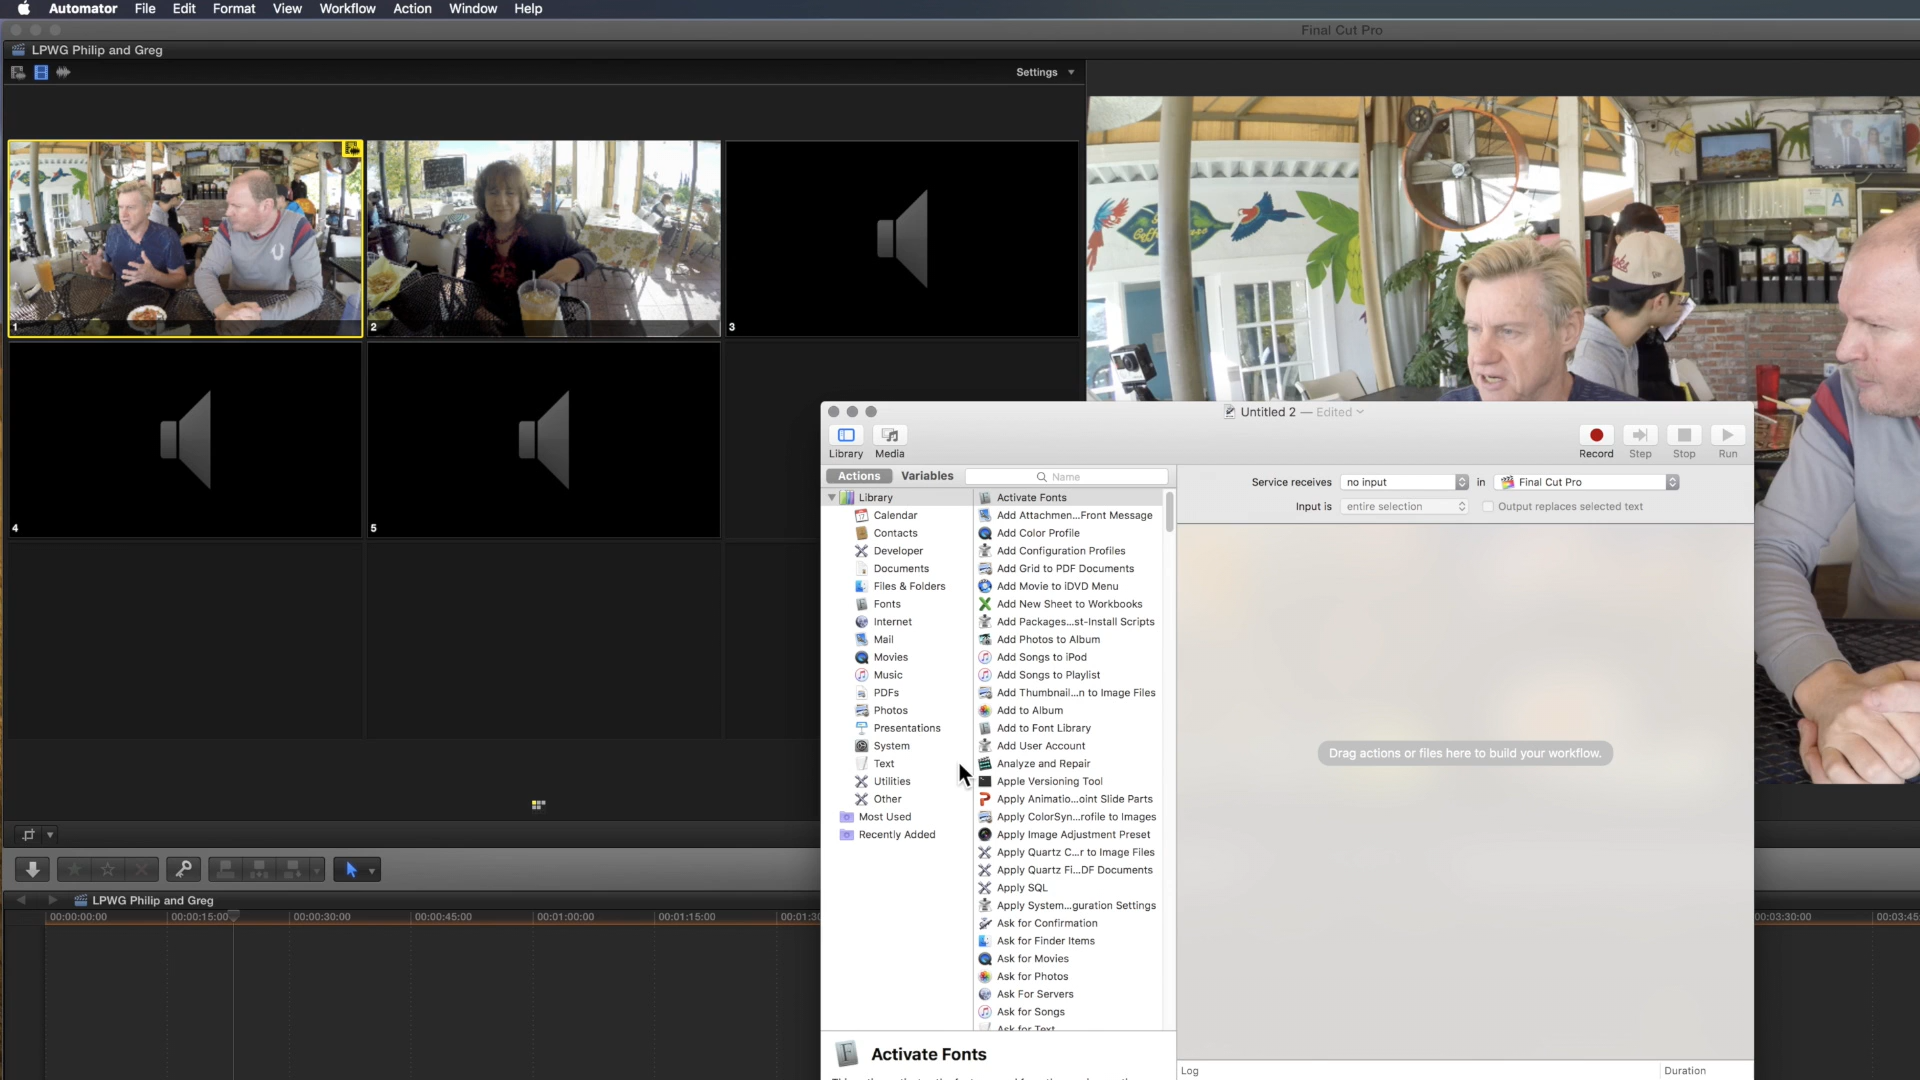 Automator File Edit Format View Workflow Action Window Help
Final Cut Pro
LPWG Philip and Greg
Settings
1
2
3
4
5
A
Untitled 2 — Edited
Library Media
Record Step Stop Run
Actions Variables Name
Service receives no input in Final Cut Pro
Input is entire selection Output replaces selected text
Library
Calendar
Contacts
Developer
Documents
Files & Folders
Fonts
Internet
Mail
Movies
Music
PDFs
Photos
Presentations
System
Text
Utilities
Other
Most Used
Recently Added
Activate Fonts
Add Attachmen...Front Message
Add Color Profile
Add Configuration Profiles
Add Grid to PDF Documents
Add Movie to iDVD Menu
Add New Sheet to Workbooks
Add Packages...st-Install Scripts
Add Photos to Album
Add Songs to iPod
Add Songs to Playlist
Add Thumbnail...n to Image Files
Add to Album
Add to Font Library
Add User Account
Analyze and Repair
Apple Versioning Tool
Apply Animatio...oint Slide Parts
Apply ColorSyn...rofile to Images
Apply Image Adjustment Preset
Apply Quartz C...r to Image Files
Apply Quartz Fi...DF Documents
Apply SQL
Apply System...guration Settings
Ask for Confirmation
Ask for Finder Items
Ask for Movies
Ask for Photos
Ask For Servers
Ask for Songs
Ask for Text
Drag actions or files here to build your workflow.
Activate Fonts
Log Duration
LPWG Philip and Greg
00:00:00:00 00:00:15:00 00:00:30:00 00:00:45:00 00:01:00:00 00:01:15:00 00:01:30 00:03:30:00 00:03:45